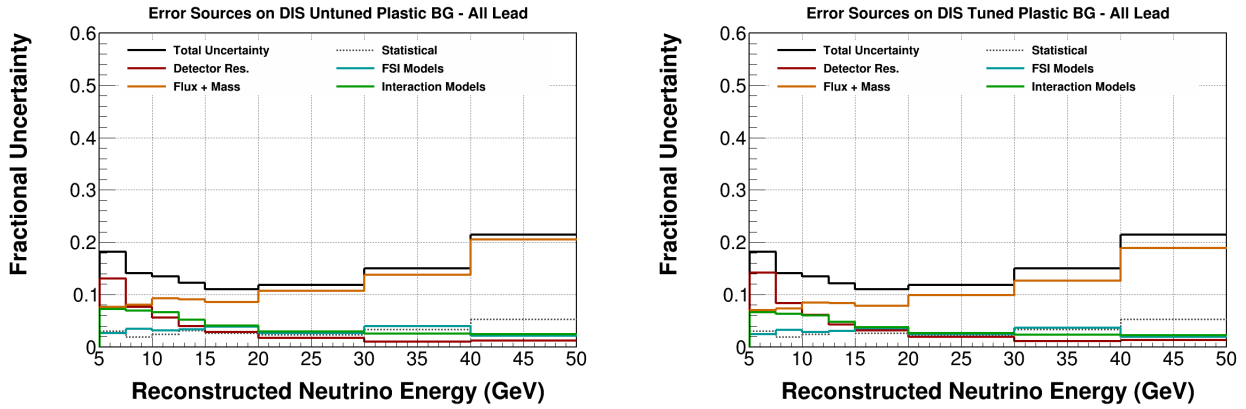 Error Sources on DIS Untuned Plastic BG - All Lead
Fractional Uncertainty
0.6
0.5
0.4
0.3
0.2
0.1
0
Total Uncertainty
Statistical
Detector Res.
FSI Models
Flux + Mass
Interaction Models
5 10 15 20 25 30 35 40 45 50
Reconstructed Neutrino Energy (GeV)
Error Sources on DIS Tuned Plastic BG - All Lead
Fractional Uncertainty
0.6
0.5
0.4
0.3
0.2
0.1
0
Total Uncertainty
Statistical
Detector Res.
FSI Models
Flux + Mass
Interaction Models
5 10 15 20 25 30 35 40 45 50
Reconstructed Neutrino Energy (GeV)